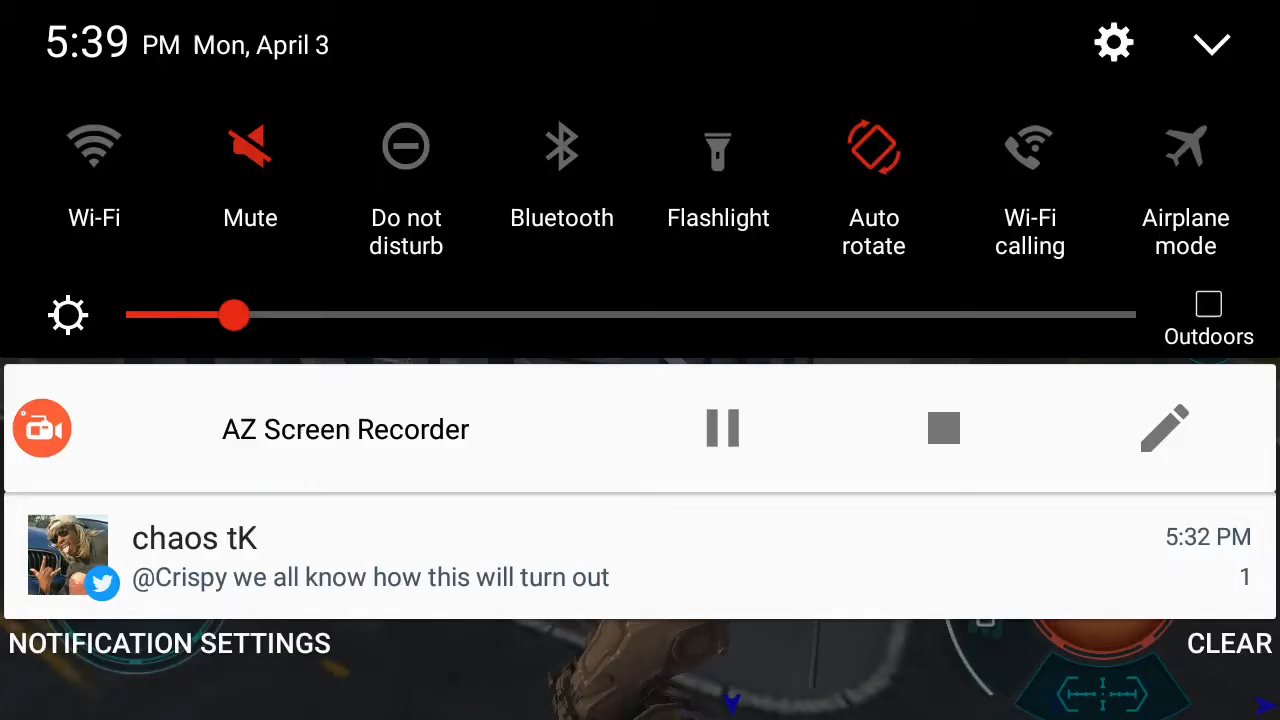 5:39 PM Mon, April 3
Wi-Fi
Mute
Do not
disturb
Bluetooth
Flashlight
Auto
rotate
Wi-Fi
calling
Airplane
mode
Outdoors
AZ Screen Recorder
chaos tK
5:32 PM
@Crispy we all know how this will turn out
1
NOTIFICATION SETTINGS
CLEAR